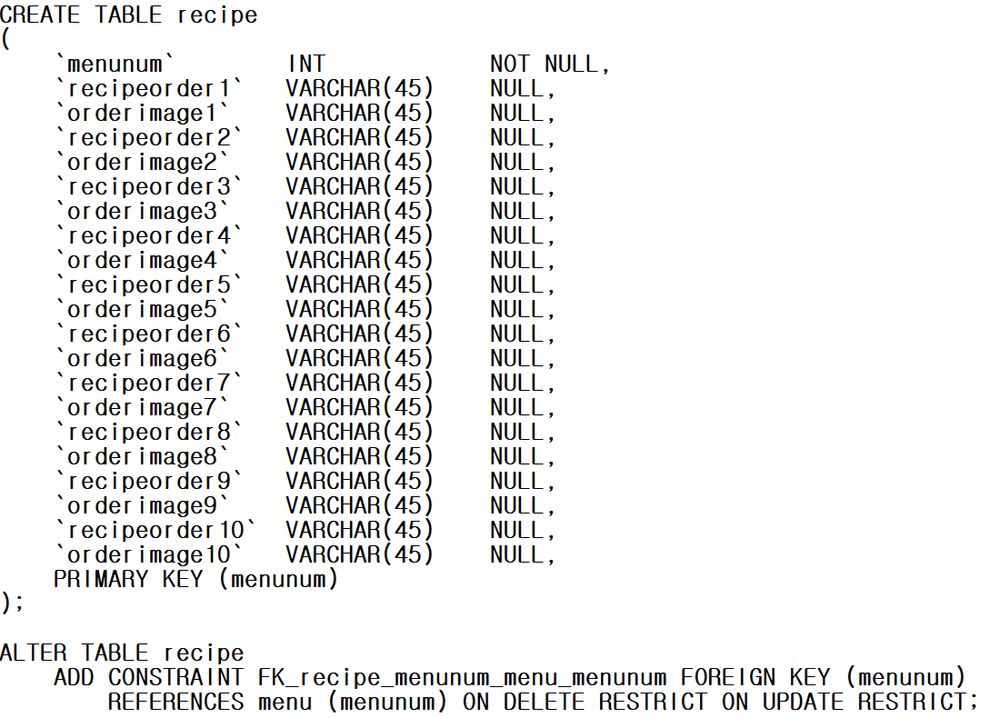 CREATE TABLE recipe
(
    `menunum`        INT            NOT NULL,
    `recipeorder1`   VARCHAR(45)    NULL,
    `orderimage1`    VARCHAR(45)    NULL,
    `recipeorder2`   VARCHAR(45)    NULL,
    `orderimage2`    VARCHAR(45)    NULL,
    `recipeorder3`   VARCHAR(45)    NULL,
    `orderimage3`    VARCHAR(45)    NULL,
    `recipeorder4`   VARCHAR(45)    NULL,
    `orderimage4`    VARCHAR(45)    NULL,
    `recipeorder5`   VARCHAR(45)    NULL,
    `orderimage5`    VARCHAR(45)    NULL,
    `recipeorder6`   VARCHAR(45)    NULL,
    `orderimage6`    VARCHAR(45)    NULL,
    `recipeorder7`   VARCHAR(45)    NULL,
    `orderimage7`    VARCHAR(45)    NULL,
    `recipeorder8`   VARCHAR(45)    NULL,
    `orderimage8`    VARCHAR(45)    NULL,
    `recipeorder9`   VARCHAR(45)    NULL,
    `orderimage9`    VARCHAR(45)    NULL,
    `recipeorder10`  VARCHAR(45)    NULL,
    `orderimage10`   VARCHAR(45)    NULL,
    PRIMARY KEY (menunum)
);

ALTER TABLE recipe
    ADD CONSTRAINT FK_recipe_menunum_menu_menunum FOREIGN KEY (menunum)
        REFERENCES menu (menunum) ON DELETE RESTRICT ON UPDATE RESTRICT;